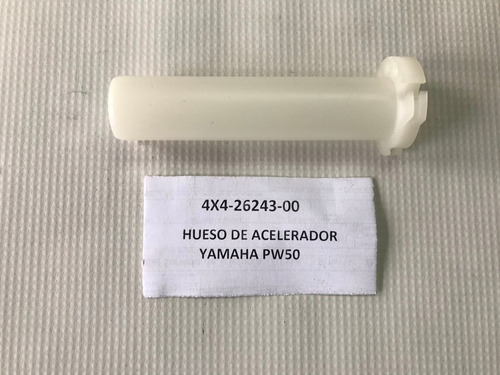 4X4-26243-00
HUESO DE ACELERADOR
YAMAHA PW50